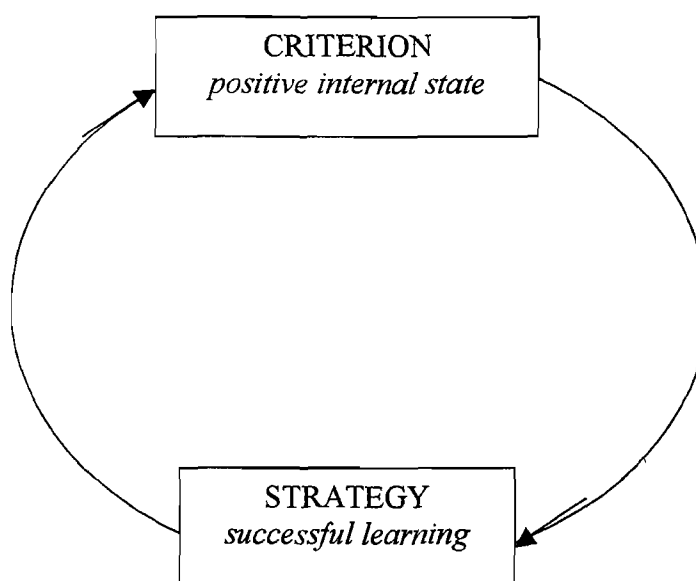 CRITERION
positive internal state
STRATEGY
successful learning